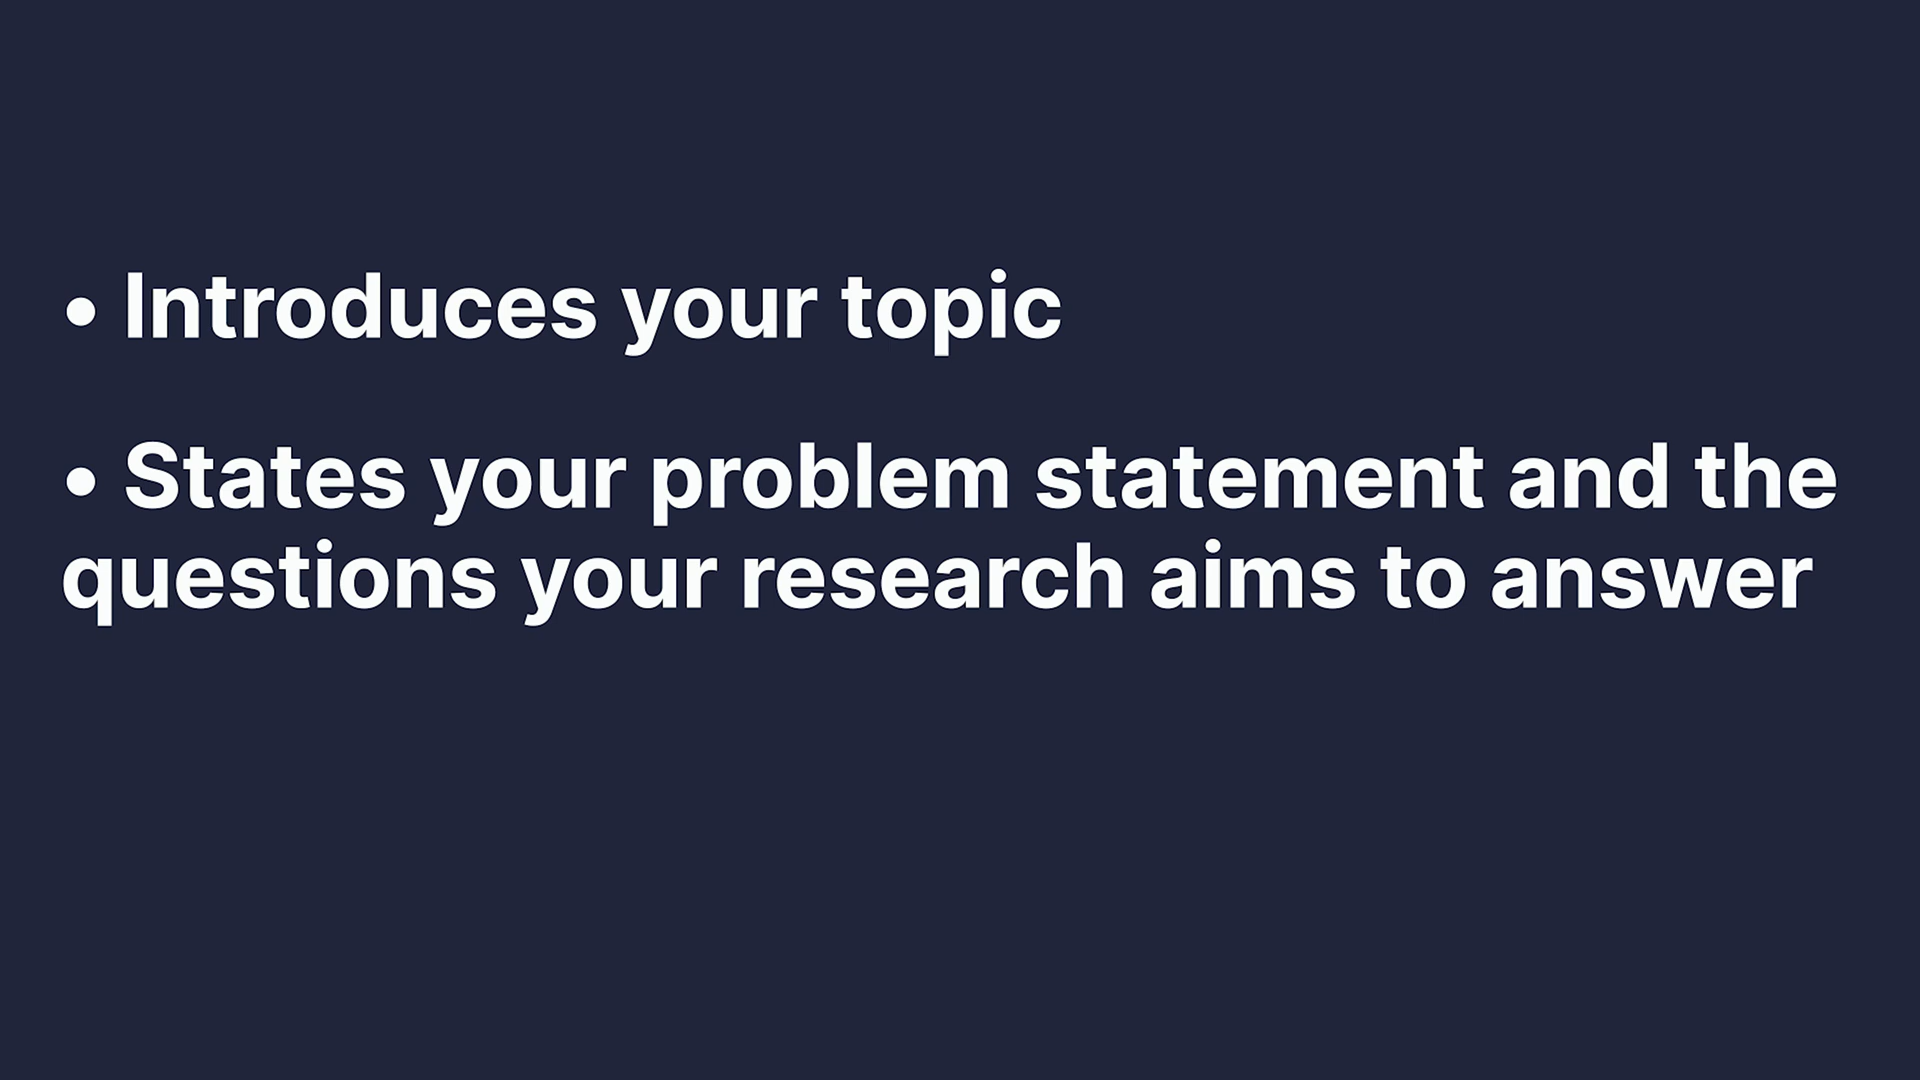 • Introduces your topic
• States your problem statement and the
questions your research aims to answer